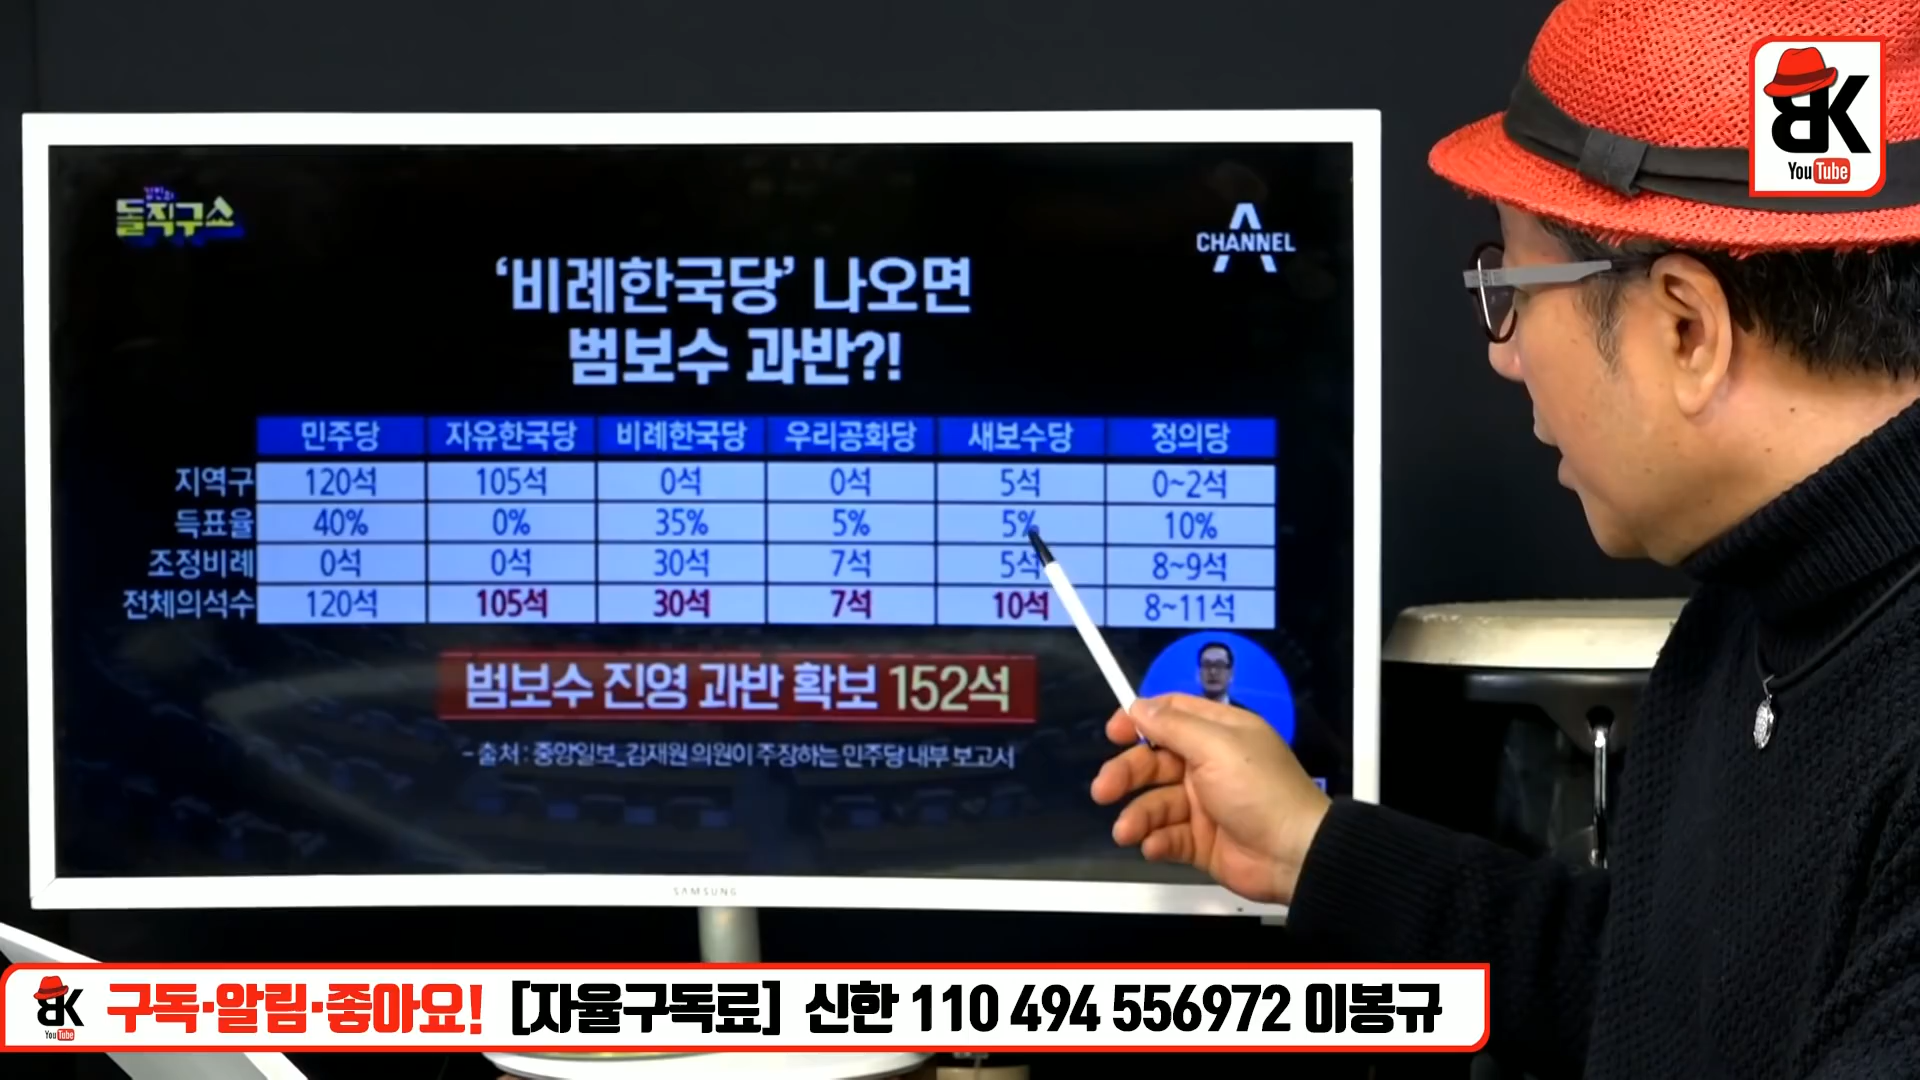 김진의
돌직구쇼
CHANNEL A
‘비례한국당’ 나오면
범보수 과반?!
민주당 자유한국당 비례한국당 우리공화당 새보수당 정의당
지역구 120석 105석 0석 0석 5석 0~2석
득표율 40% 0% 35% 5% 5% 10%
조정비례 0석 0석 30석 7석 5석 8~9석
전체의석수 120석 105석 30석 7석 10석 8~11석
범보수 진영 과반 확보 152석
- 출처 : 중앙일보_김재원 의원이 주장하는 민주당 내부 보고서
SAMSUNG
BK
YouTube
BK
YouTube
구독·알림·좋아요! [자율구독료] 신한 110 494 556972 이봉규